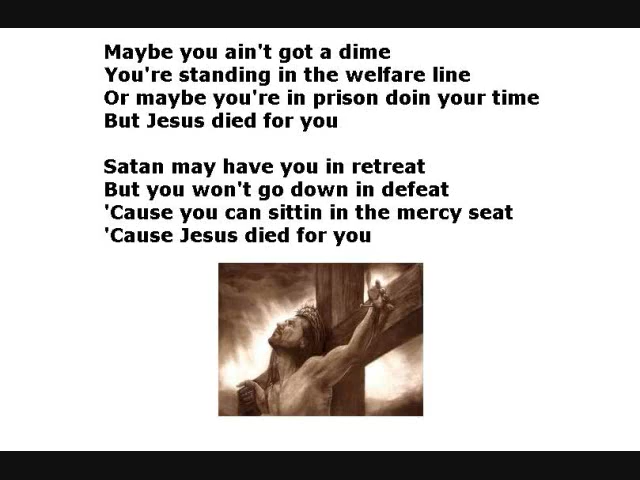 Maybe you ain't got a dime
You're standing in the welfare line
Or maybe you're in prison doin your time
But Jesus died for you
Satan may have you in retreat
But you won't go down in defeat
'Cause you can sittin in the mercy seat
'Cause Jesus died for you